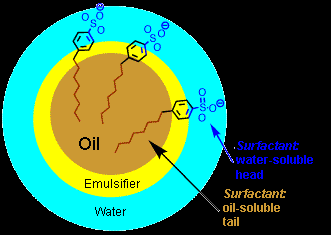 O
O
S
O
⊖
O
O
S
O
⊖
O
O
S
O
⊖
Oil
Emulsifier
Water
Surfactant:
water-soluble
head
Surfactant:
oil-soluble
tail